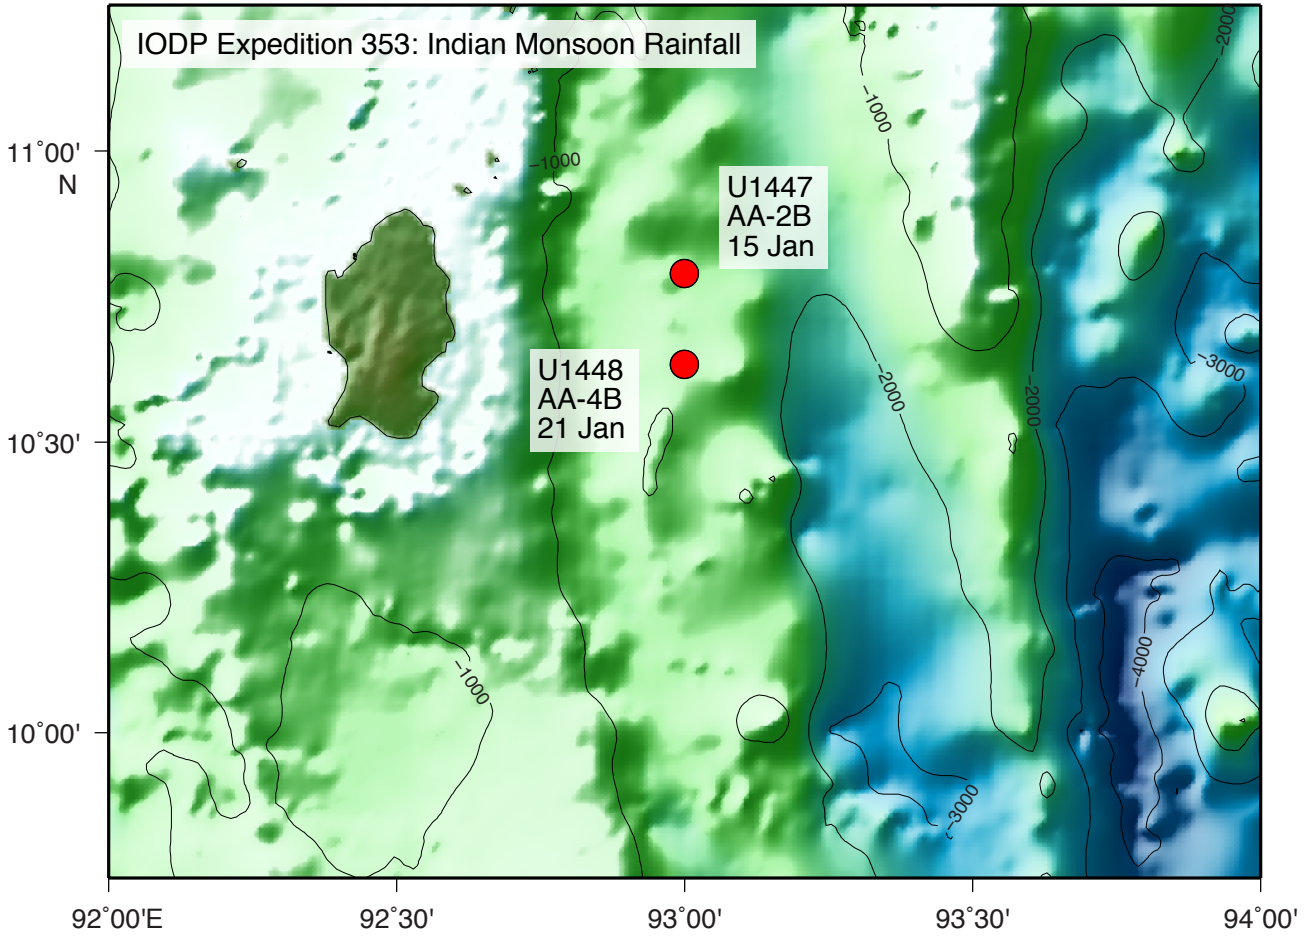 IODP Expedition 353: Indian Monsoon Rainfall
−2000
−1000
11˚00'
N
−1000
U1447
AA-2B
15 Jan
U1448
AA-4B
21 Jan
−2000
−2000
−3000
10˚30'
−1000
−4000
10˚00'
−3000
92˚00'E
92˚30'
93˚00'
93˚30'
94˚00'